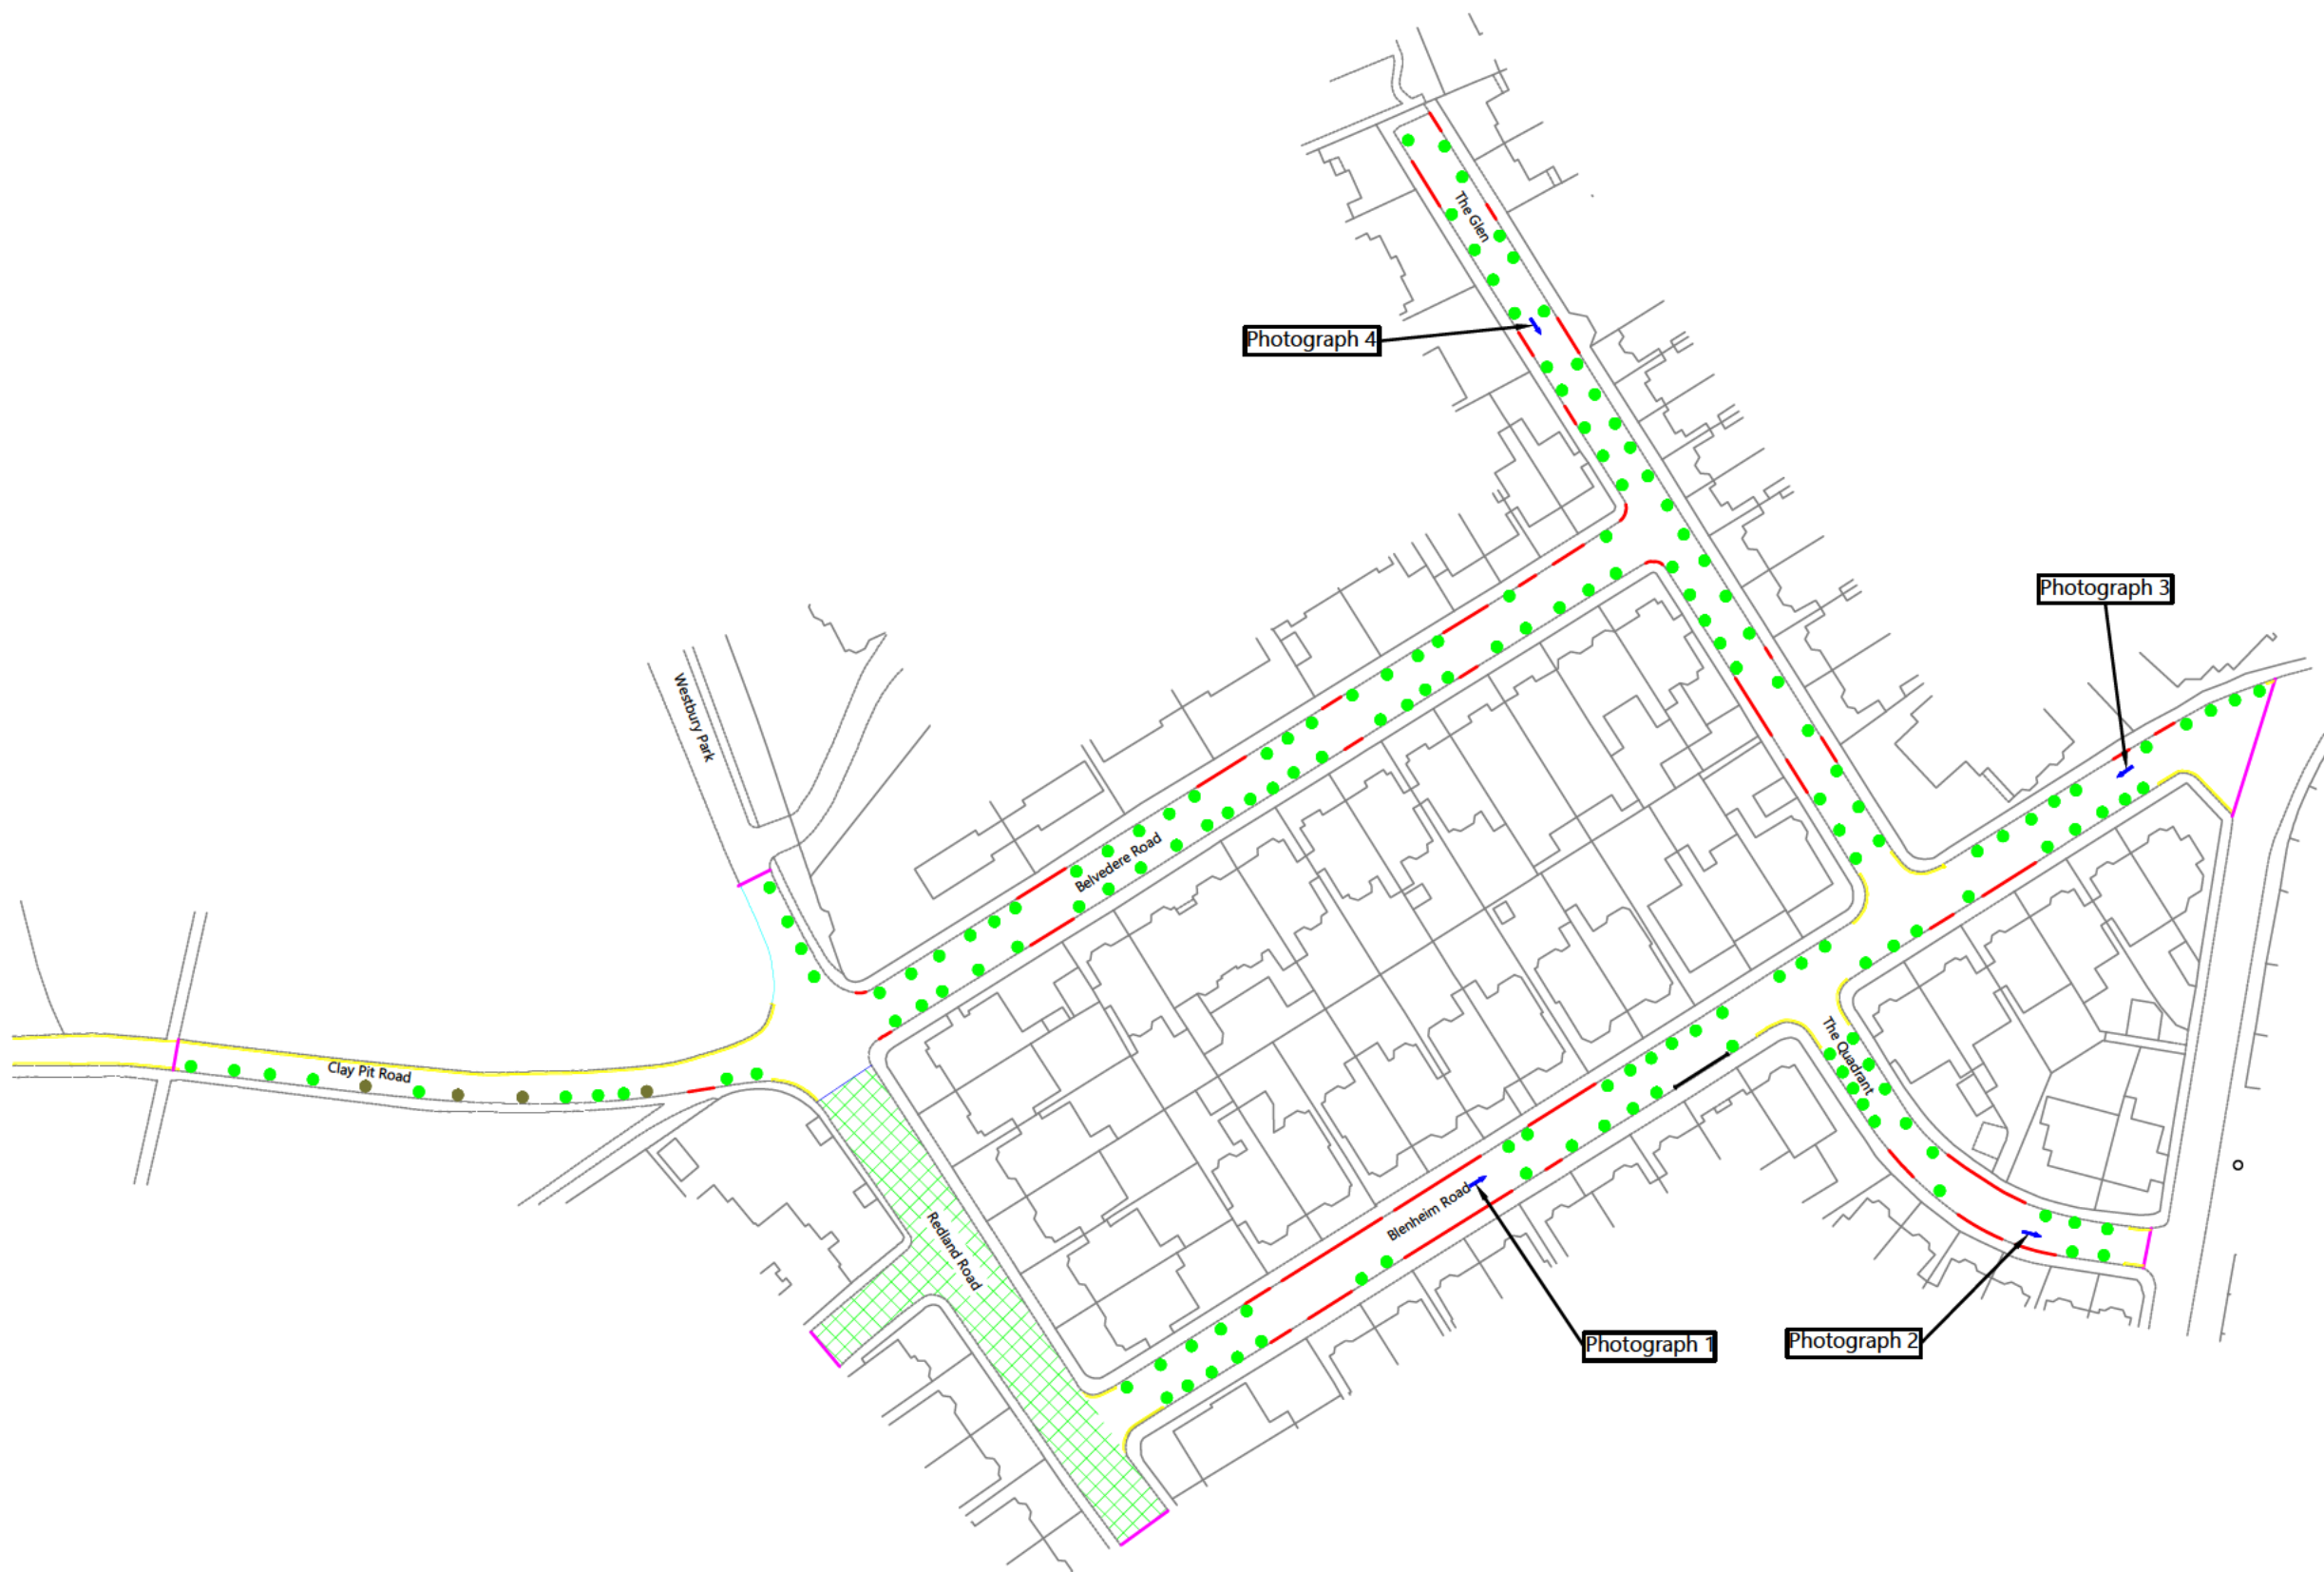 The Glen
Photograph 4
Photograph 3
Westbury Park
Belvedere Road
The Quadrant
Clay Pit Road
Blenheim Road
Redland Road
Photograph 1
Photograph 2